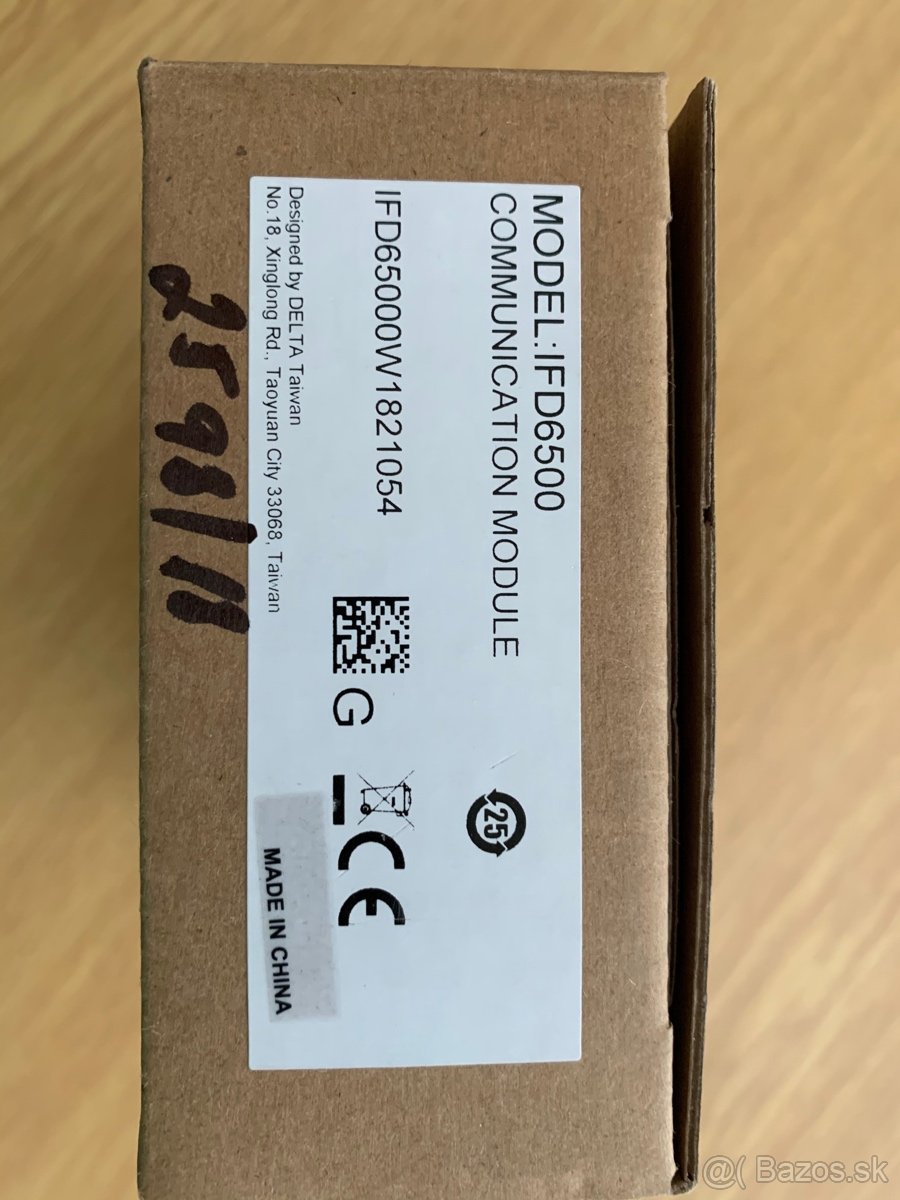 MODEL:IFD6500
COMMUNICATION MODULE
25
IFD65000W1821054
G
CE
Designed by DELTA Taiwan
No.18, Xinglong Rd., Taoyuan City 33068, Taiwan
MADE IN CHINA
@( Bazos.sk